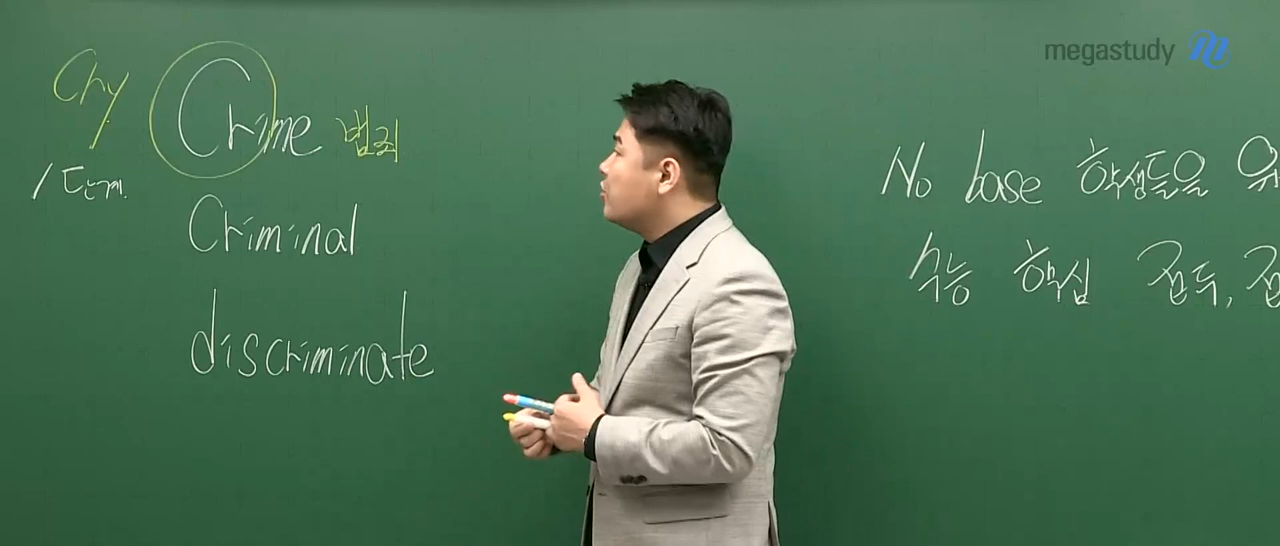 Cry
Crime 범죄
1단계
Criminal
discriminate
megastudy
No base 학생들을 위
수능 핵심 접두, 접